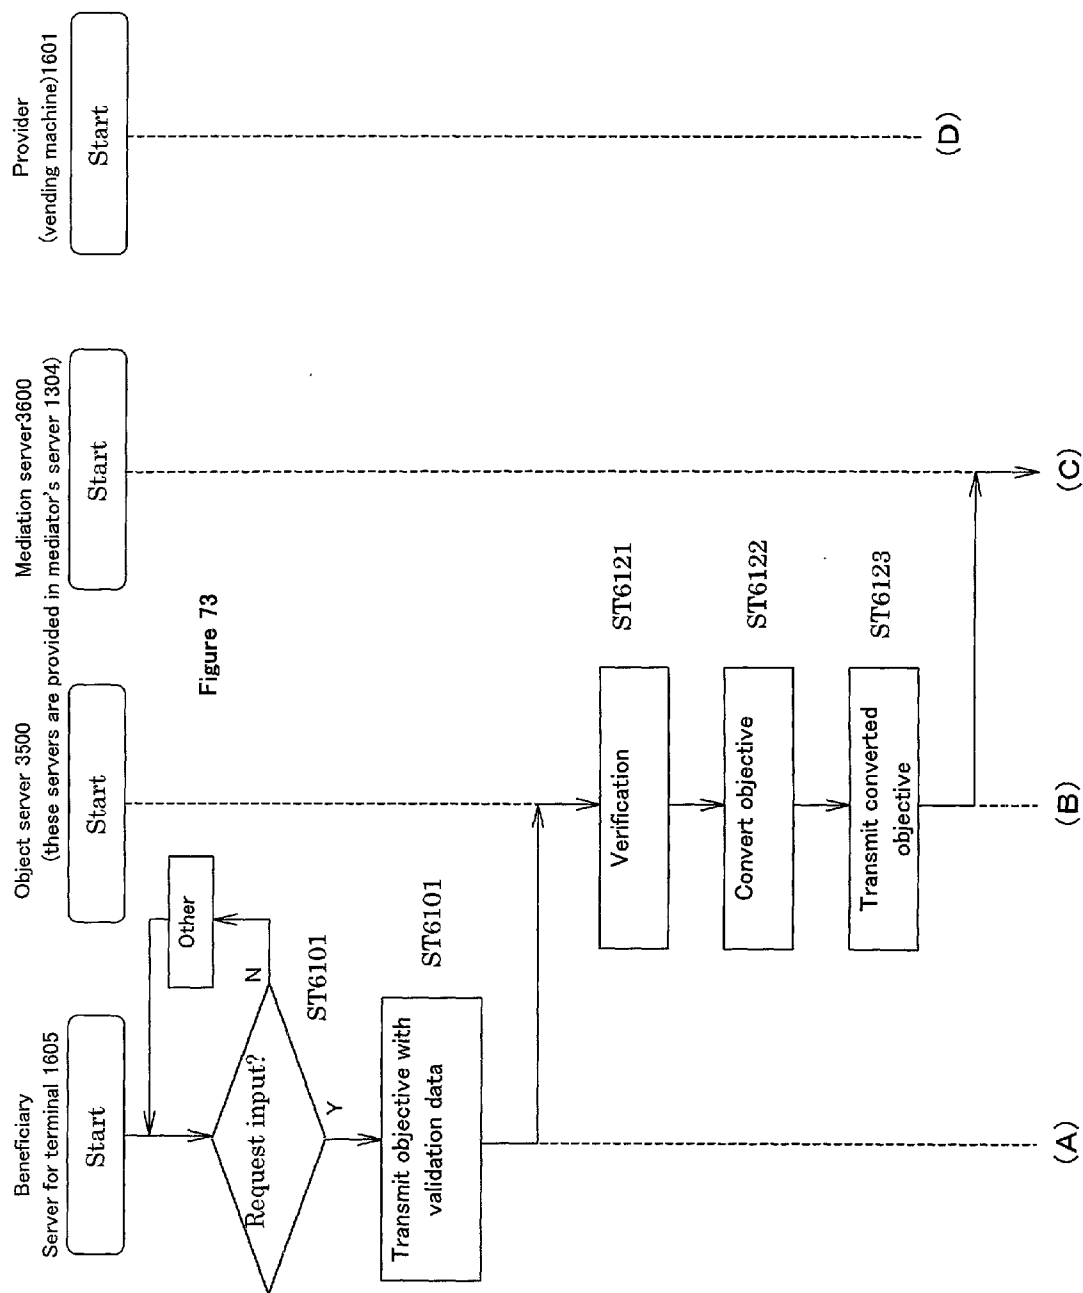 Beneficiary
Server for terminal 1605
Object server 3500
Mediation server3600
(these servers are provided in mediator's server 1304)
Provider
(vending machine)1601
Start
Start
Start
Start
Figure 73
Other
Request input?
N
Y
ST6101
Transmit objective with
validation data
ST6101
Verification
ST6121
Convert objective
ST6122
Transmit converted
objective
ST6123
(A)
(B)
(C)
(D)